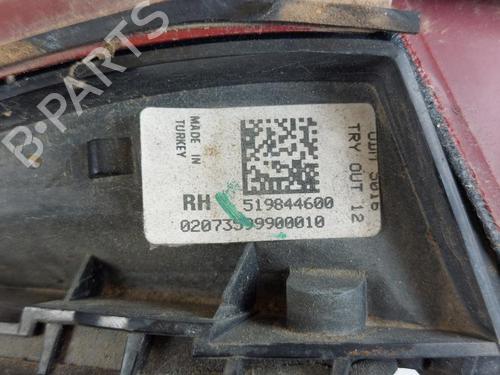 B-PARTS
MADE IN
TURKEY
TRY OUT 12
RH 519844600
02073599900010